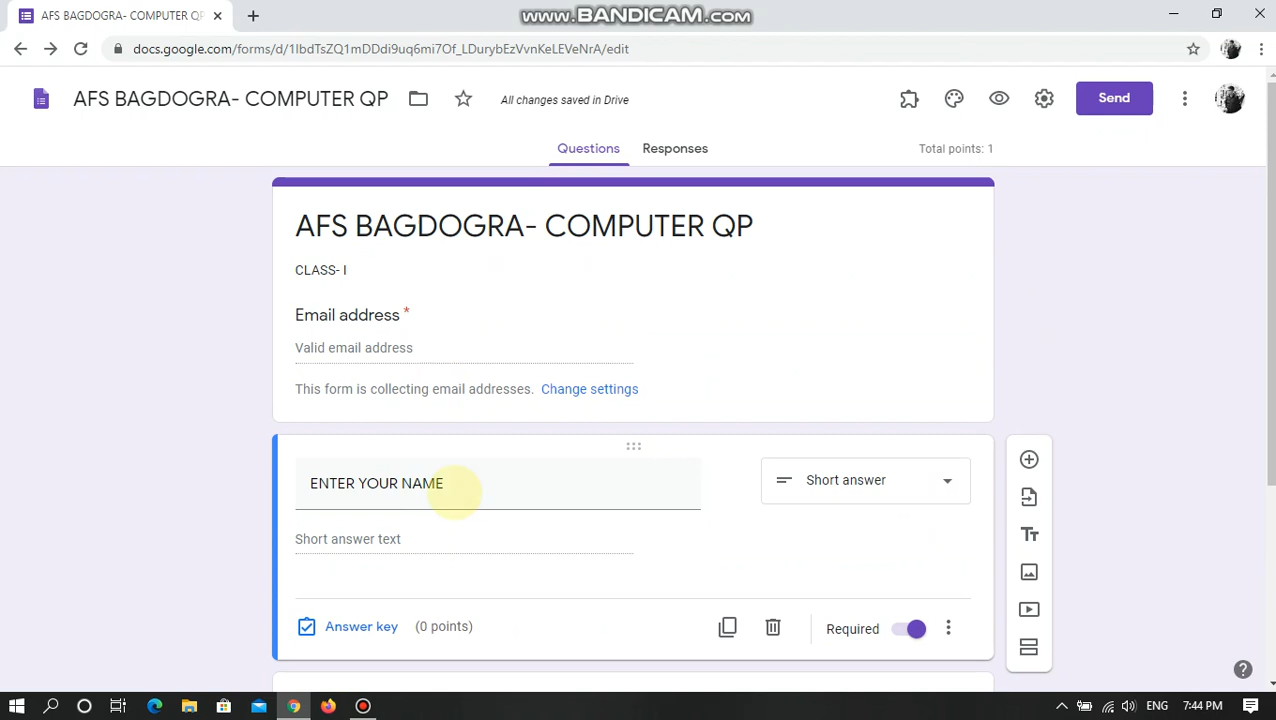 AFS BAGDOGRA- COMPUTER QP
www.BANDICAM.com
docs.google.com/forms/d/1IbdTsZQ1mDDdi9uq6mi7Of_LDurybEzVvnKeLEVeNrA/edit
AFS BAGDOGRA- COMPUTER QP
All changes saved in Drive
Send
Questions
Responses
Total points: 1
AFS BAGDOGRA- COMPUTER QP
CLASS- I
Email address *
Valid email address
This form is collecting email addresses. Change settings
ENTER YOUR NAME
Short answer
Short answer text
Answer key (0 points)
Required
ENG
7:44 PM